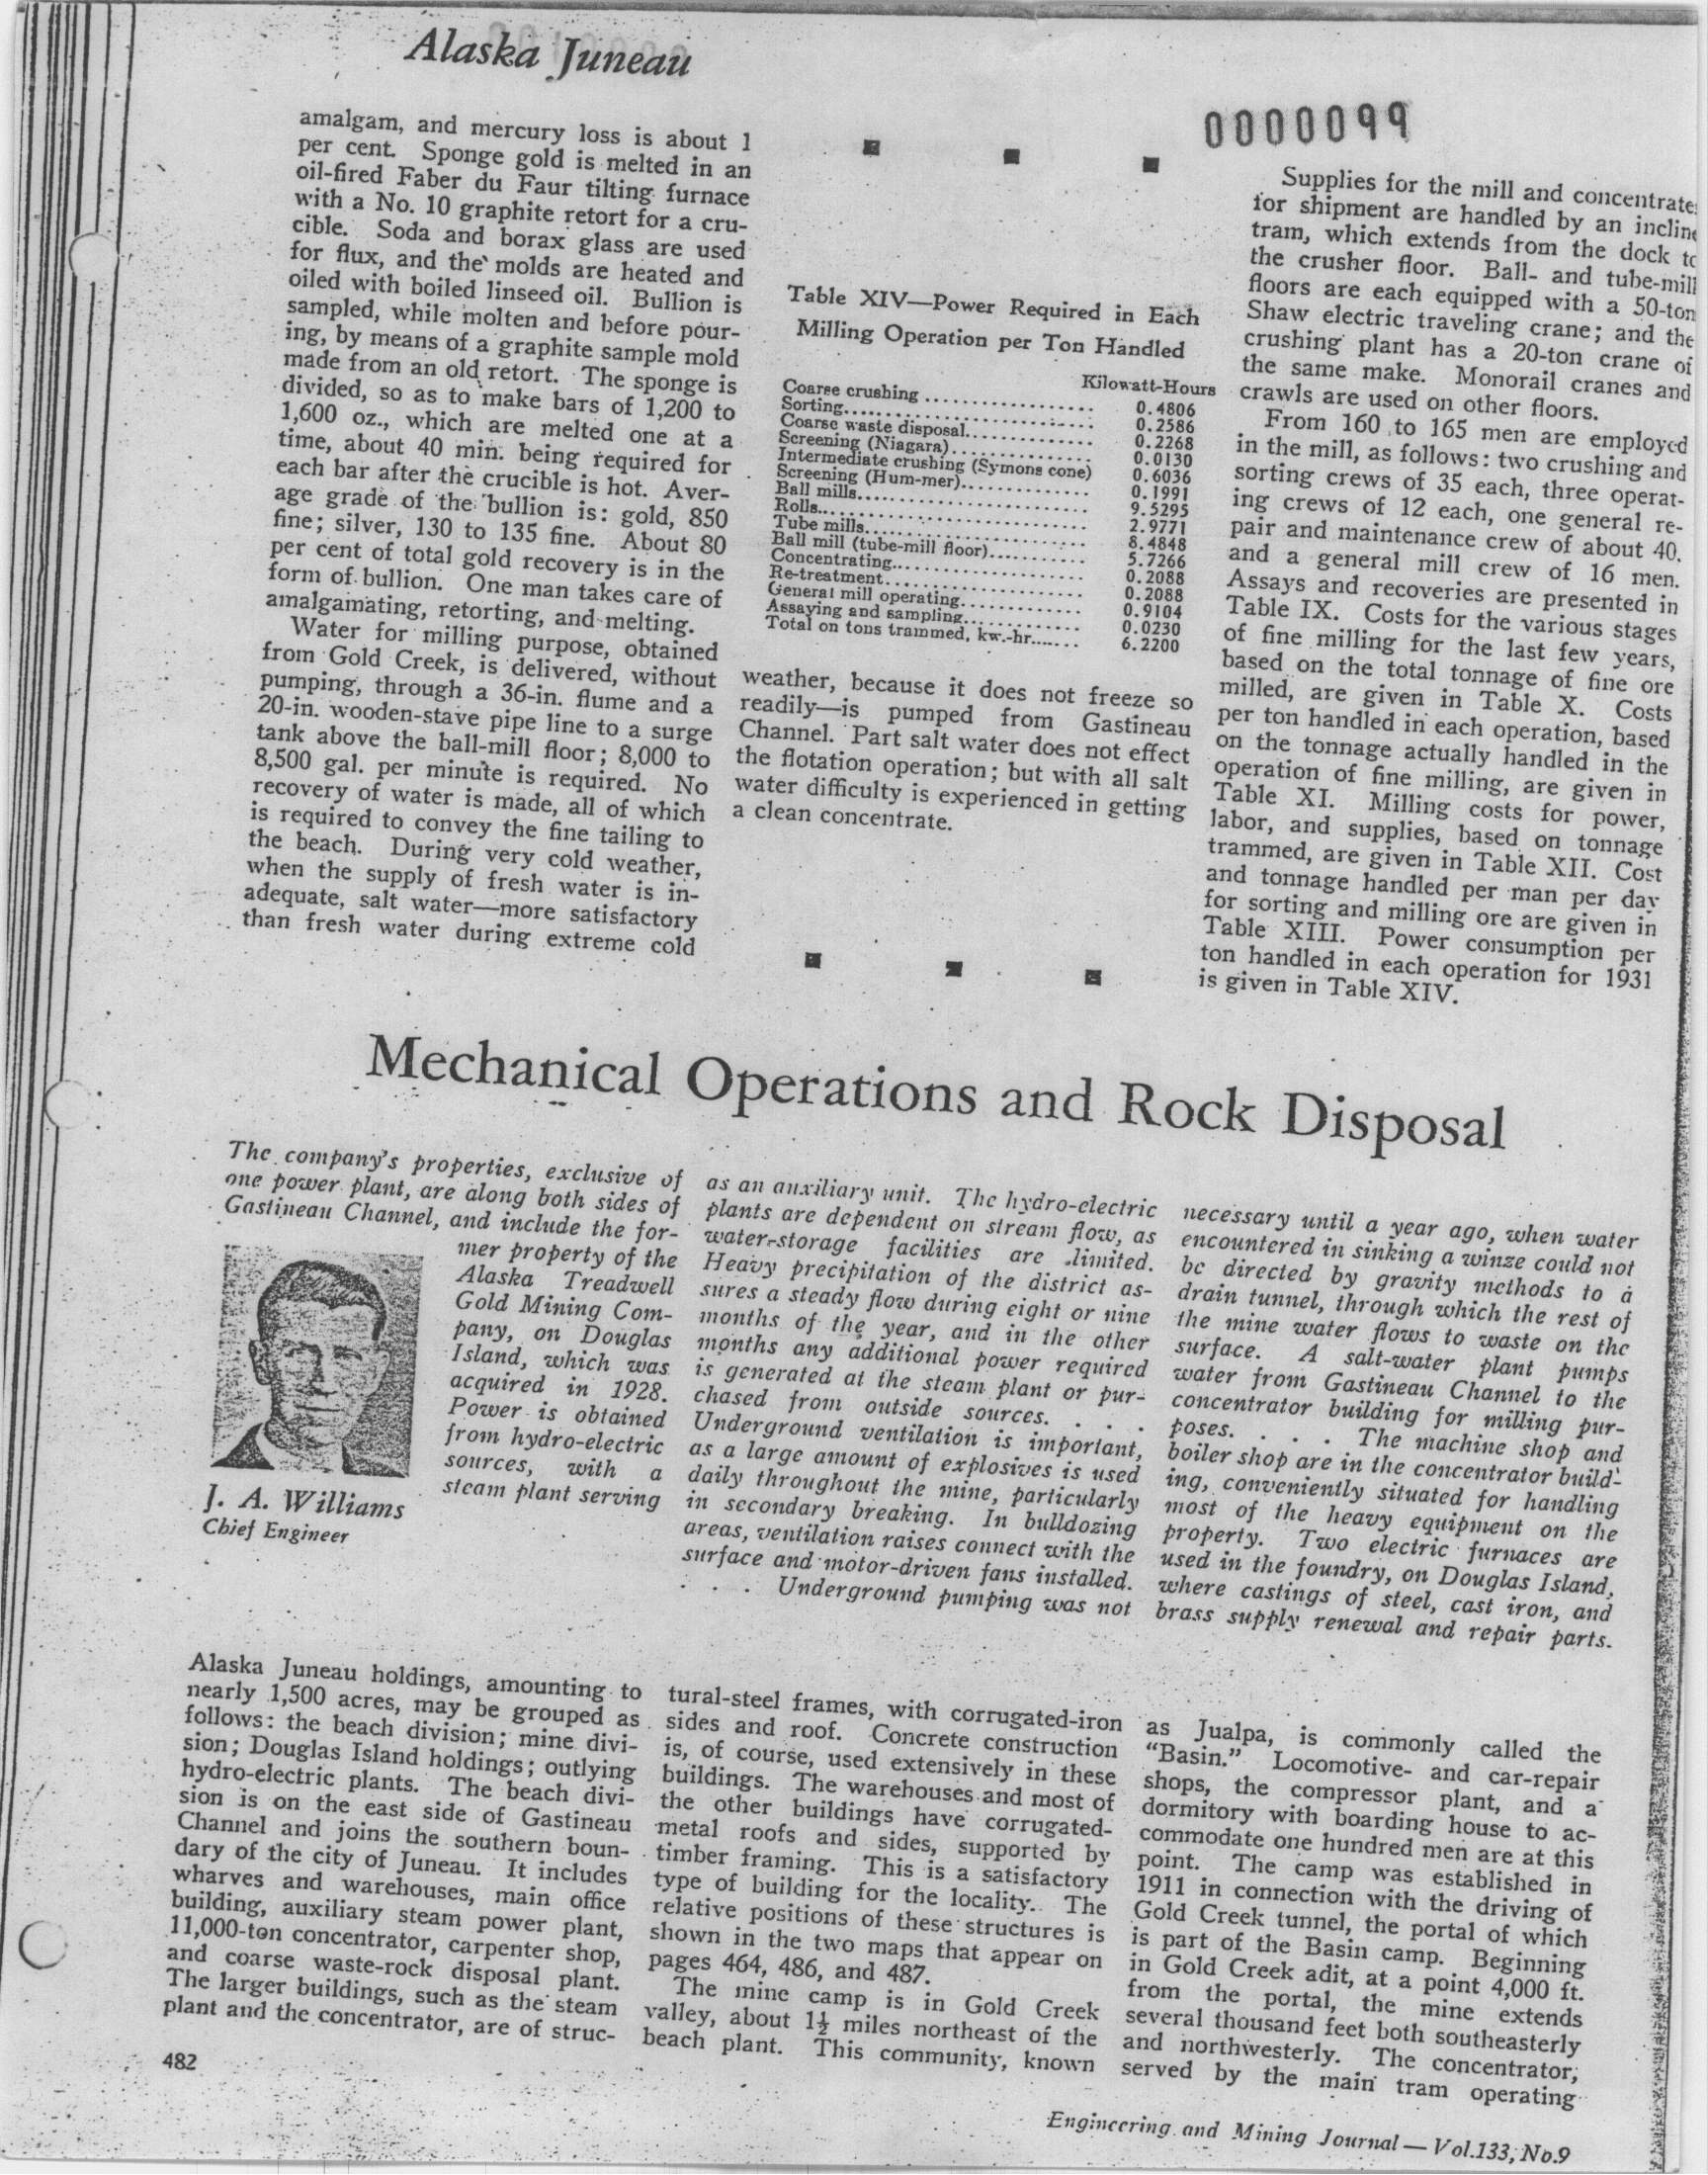 Alaska Juneau
0000099
amalgam, and mercury loss is about 1
per cent. Sponge gold is melted in an
oil-fired Faber du Faur tilting furnace
with a No. 10 graphite retort for a cru-
cible. Soda and borax glass are used
for flux, and the molds are heated and
oiled with boiled linseed oil. Bullion is
sampled, while molten and before pour-
ing, by means of a graphite sample mold
made from an old retort. The sponge is
divided, so as to make bars of 1,200 to
1,600 oz., which are melted one at a
time, about 40 min. being required for
each bar after the crucible is hot. Aver-
age grade of the bullion is: gold, 850
fine; silver, 130 to 135 fine. About 80
per cent of total gold recovery is in the
form of bullion. One man takes care of
amalgamating, retorting, and melting.
Water for milling purpose, obtained
from Gold Creek, is delivered, without
pumping, through a 36-in. flume and a
20-in. wooden-stave pipe line to a surge
tank above the ball-mill floor; 8,000 to
8,500 gal. per minute is required. No
recovery of water is made, all of which
is required to convey the fine tailing to
the beach. During very cold weather,
when the supply of fresh water is in-
adequate, salt water—more satisfactory
than fresh water during extreme cold
Table XIV—Power Required in Each
Milling Operation per Ton Handled
Kilowatt-Hours
Coarse crushing .................... 0.4806
Sorting.............................. 0.2586
Coarse waste disposal............... 0.2268
Screening (Niagara)................. 0.0130
Intermediate crushing (Symons cone) 0.6036
Screening (Hum-mer)............... 0.1991
Ball mills............................ 9.5295
Rolls................................. 2.9771
Tube mills........................... 8.4848
Ball mill (tube-mill floor)........... 5.7266
Concentrating....................... 0.2088
Re-treatment........................ 0.2088
General mill operating.............. 0.9104
Assaying and sampling.............. 0.0230
Total on tons trammed, kw.-hr....... 6.2200
weather, because it does not freeze so
readily—is pumped from Gastineau
Channel. Part salt water does not effect
the flotation operation; but with all salt
water difficulty is experienced in getting
a clean concentrate.
Supplies for the mill and concentrate
for shipment are handled by an incline
tram, which extends from the dock to
the crusher floor. Ball- and tube-mill
floors are each equipped with a 50-ton
Shaw electric traveling crane; and the
crushing plant has a 20-ton crane of
the same make. Monorail cranes and
crawls are used on other floors.
From 160 to 165 men are employed
in the mill, as follows: two crushing and
sorting crews of 35 each, three operat-
ing crews of 12 each, one general re-
pair and maintenance crew of about 40,
and a general mill crew of 16 men.
Assays and recoveries are presented in
Table IX. Costs for the various stages
of fine milling for the last few years,
based on the total tonnage of fine ore
milled, are given in Table X. Costs
per ton handled in each operation, based
on the tonnage actually handled in the
operation of fine milling, are given in
Table XI. Milling costs for power,
labor, and supplies, based on tonnage
trammed, are given in Table XII. Cost
and tonnage handled per man per day
for sorting and milling ore are given in
Table XIII. Power consumption per
ton handled in each operation for 1931
is given in Table XIV.
Mechanical Operations and Rock Disposal
The company's properties, exclusive of
one power plant, are along both sides of
Gastineau Channel, and include the for-
mer property of the
Alaska Treadwell
Gold Mining Com-
pany, on Douglas
Island, which was
acquired in 1928.
Power is obtained
from hydro-electric
sources, with a
steam plant serving
J. A. Williams
Chief Engineer
as an auxiliary unit. The hydro-electric
plants are dependent on stream flow, as
water-storage facilities are limited.
Heavy precipitation of the district as-
sures a steady flow during eight or nine
months of the year, and in the other
months any additional power required
is generated at the steam plant or pur-
chased from outside sources. . . .
Underground ventilation is important,
as a large amount of explosives is used
daily throughout the mine, particularly
in secondary breaking. In bulldozing
areas, ventilation raises connect with the
surface and motor-driven fans installed.
. . . Underground pumping was not
necessary until a year ago, when water
encountered in sinking a winze could not
be directed by gravity methods to a
drain tunnel, through which the rest of
the mine water flows to waste on the
surface. A salt-water plant pumps
water from Gastineau Channel to the
concentrator building for milling pur-
poses. . . . The machine shop and
boiler shop are in the concentrator build-
ing, conveniently situated for handling
most of the heavy equipment on the
property. Two electric furnaces are
used in the foundry, on Douglas Island,
where castings of steel, cast iron, and
brass supply renewal and repair parts.
Alaska Juneau holdings, amounting to
nearly 1,500 acres, may be grouped as
follows: the beach division; mine divi-
sion; Douglas Island holdings; outlying
hydro-electric plants. The beach divi-
sion is on the east side of Gastineau
Channel and joins the southern boun-
dary of the city of Juneau. It includes
wharves and warehouses, main office
building, auxiliary steam power plant,
11,000-ton concentrator, carpenter shop,
and coarse waste-rock disposal plant.
The larger buildings, such as the steam
plant and the concentrator, are of struc-
tural-steel frames, with corrugated-iron
sides and roof. Concrete construction
is, of course, used extensively in these
buildings. The warehouses and most of
the other buildings have corrugated-
metal roofs and sides, supported by
timber framing. This is a satisfactory
type of building for the locality. The
relative positions of these structures is
shown in the two maps that appear on
pages 464, 486, and 487.
The mine camp is in Gold Creek
valley, about 1½ miles northeast of the
beach plant. This community, known
as Jualpa, is commonly called the
"Basin." Locomotive- and car-repair
shops, the compressor plant, and a
dormitory with boarding house to ac-
commodate one hundred men are at this
point. The camp was established in
1911 in connection with the driving of
Gold Creek tunnel, the portal of which
is part of the Basin camp. Beginning
in Gold Creek adit, at a point 4,000 ft.
from the portal, the mine extends
several thousand feet both southeasterly
and northwesterly. The concentrator,
served by the main tram operating
482
Engineering and Mining Journal — Vol.133, No.9